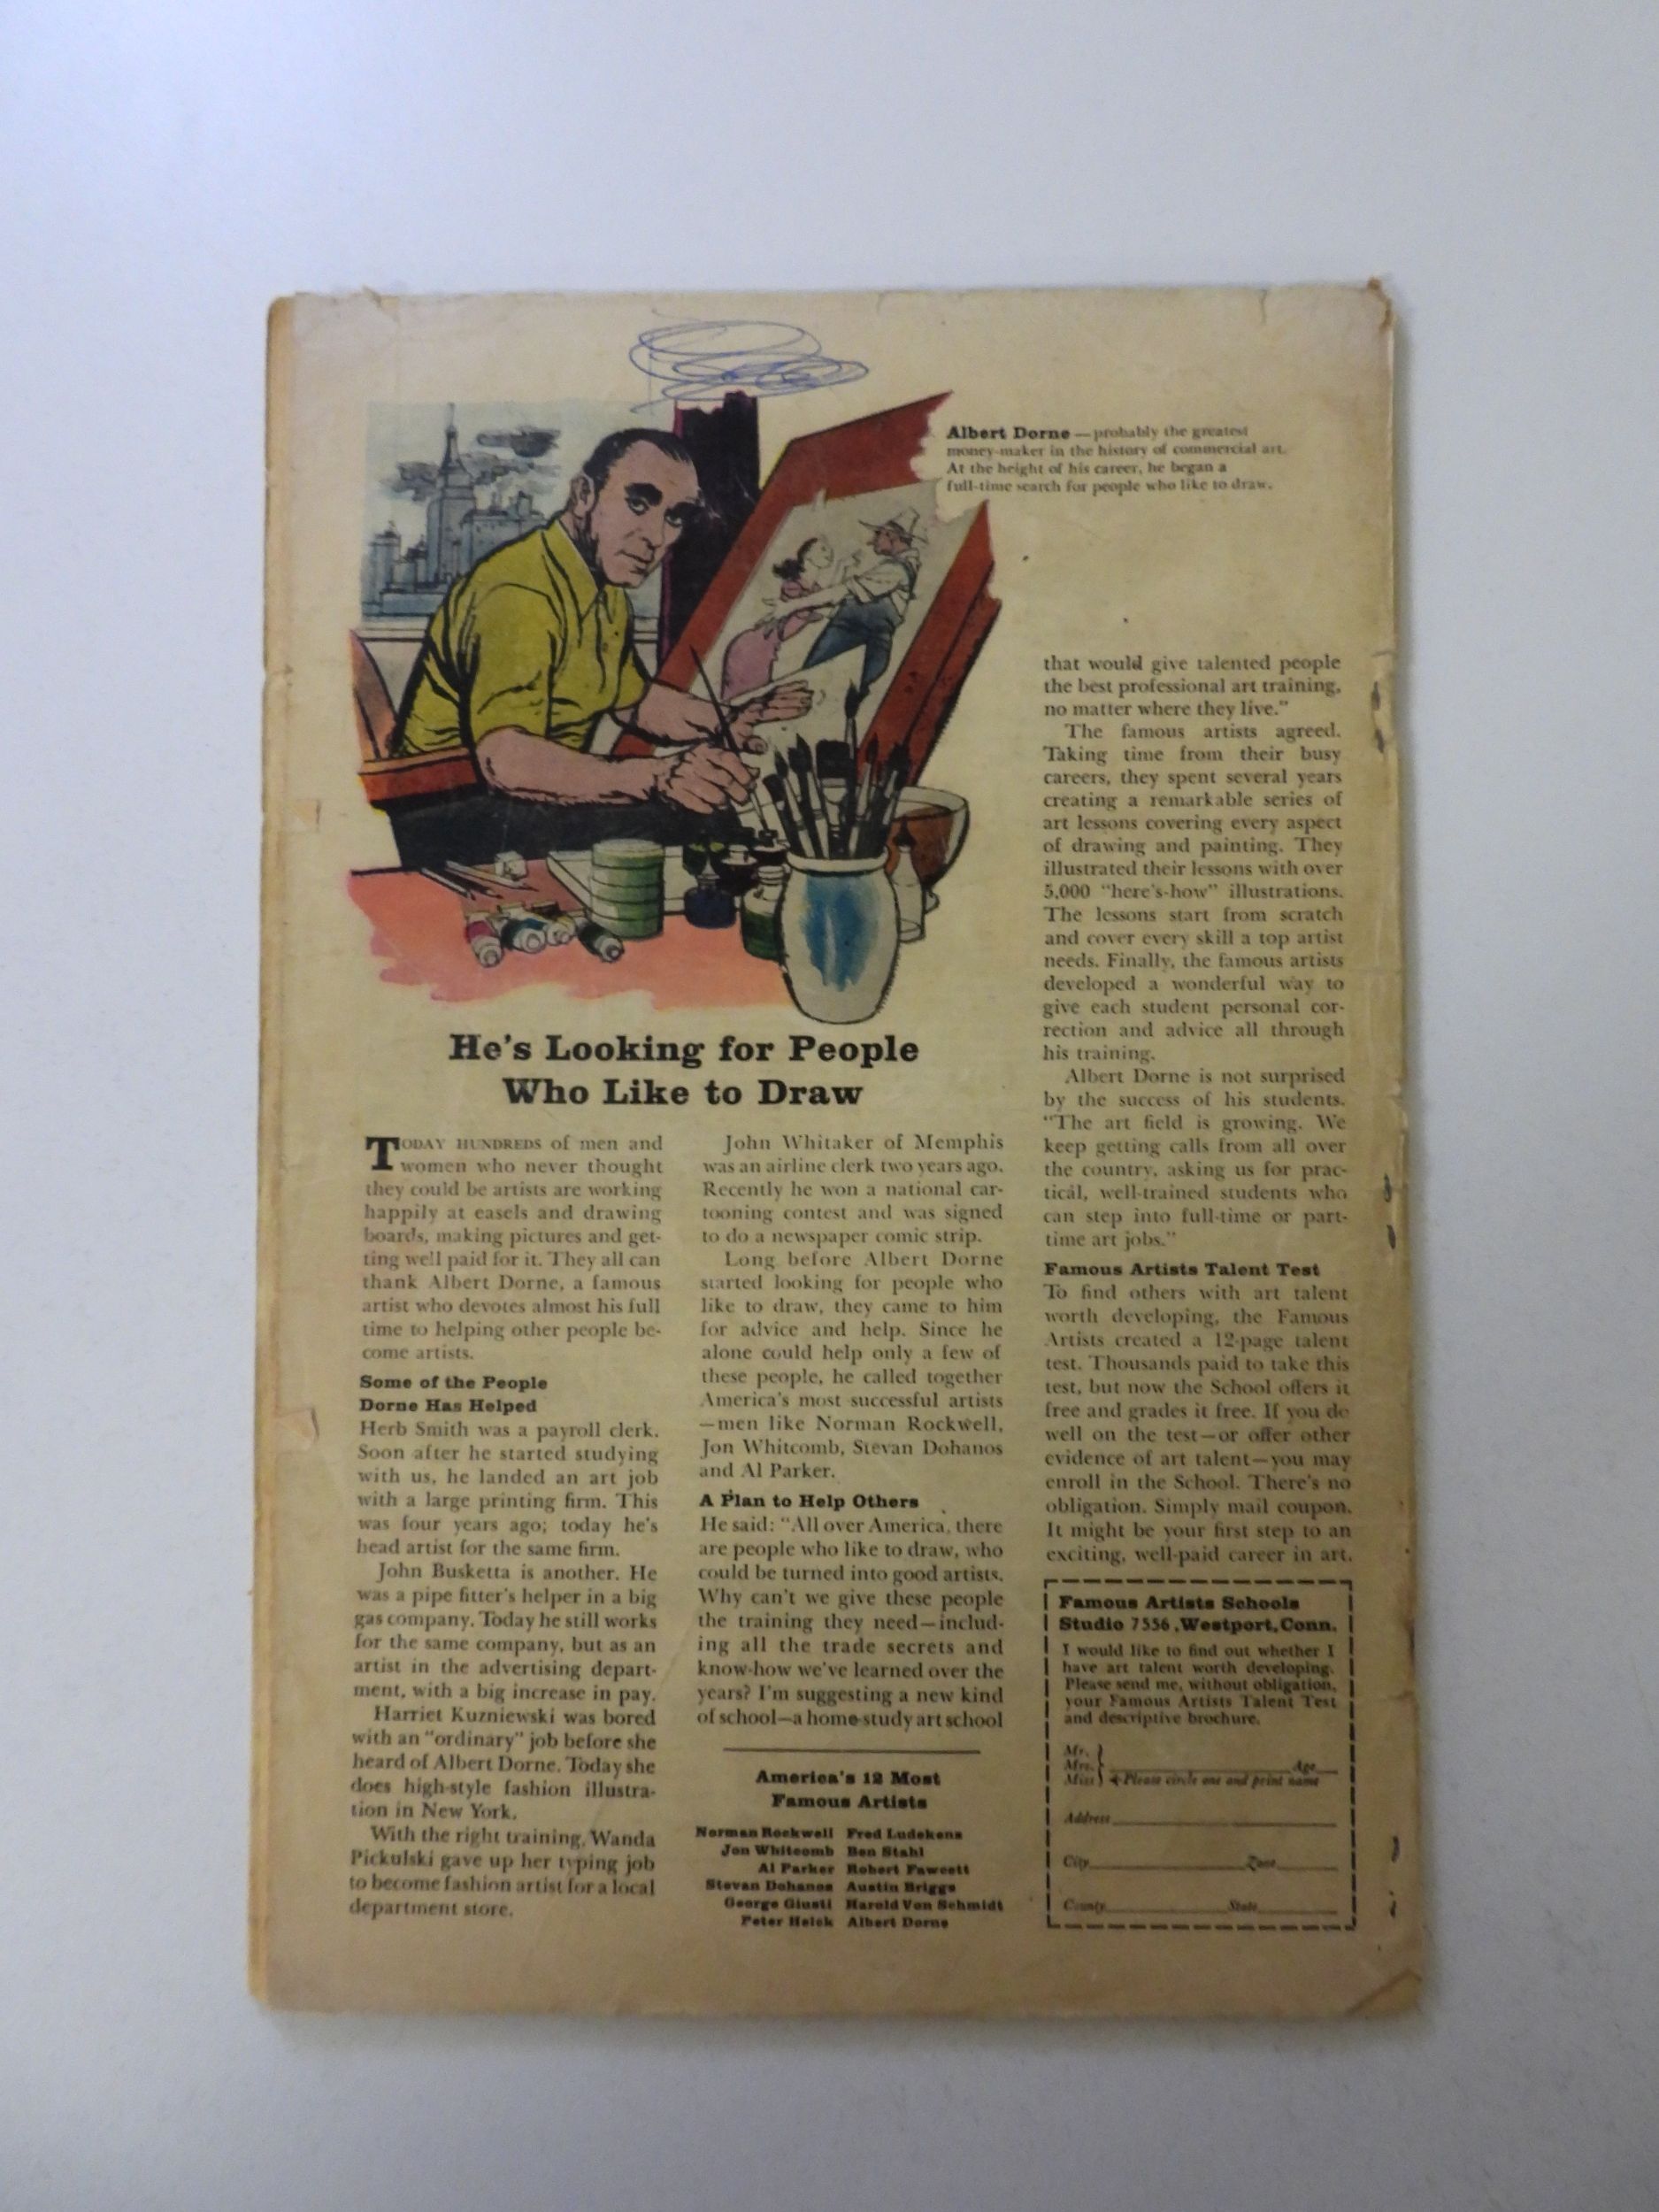 Albert Dorne — probably the greatest
money-maker in the history of commercial art.
At the height of his career, he began a
full-time search for people who like to draw.
He's Looking for People
Who Like to Draw
TODAY HUNDREDS of men and
women who never thought
they could be artists are working
happily at easels and drawing
boards, making pictures and get-
ting well paid for it. They all can
thank Albert Dorne, a famous
artist who devotes almost his full
time to helping other people be-
come artists.
Some of the People
Dorne Has Helped
Herb Smith was a payroll clerk.
Soon after he started studying
with us, he landed an art job
with a large printing firm. This
was four years ago; today he's
head artist for the same firm.
John Busketta is another. He
was a pipe fitter's helper in a big
gas company. Today he still works
for the same company, but as an
artist in the advertising depart-
ment, with a big increase in pay.
Harriet Kuzniewski was bored
with an "ordinary" job before she
heard of Albert Dorne. Today she
does high-style fashion illustra-
tion in New York.
With the right training, Wanda
Pickulski gave up her typing job
to become fashion artist for a local
department store.
John Whitaker of Memphis
was an airline clerk two years ago.
Recently he won a national car-
tooning contest and was signed
to do a newspaper comic strip.
Long before Albert Dorne
started looking for people who
like to draw, they came to him
for advice and help. Since he
alone could help only a few of
these people, he called together
America's most successful artists
—men like Norman Rockwell,
Jon Whitcomb, Stevan Dohanos
and Al Parker.
A Plan to Help Others
He said: "All over America, there
are people who like to draw, who
could be turned into good artists.
Why can't we give these people
the training they need—includ-
ing all the trade secrets and
know-how we've learned over the
years? I'm suggesting a new kind
of school—a home-study art school
America's 12 Most
Famous Artists
Norman Rockwell Fred Ludekens
Jon Whitcomb Ben Stahl
Al Parker Robert Fawcett
Stevan Dohanos Austin Briggs
George Giusti Harold Von Schmidt
Peter Helck Albert Dorne
that would give talented people
the best professional art training,
no matter where they live."
The famous artists agreed.
Taking time from their busy
careers, they spent several years
creating a remarkable series of
art lessons covering every aspect
of drawing and painting. They
illustrated their lessons with over
5,000 "here's-how" illustrations.
The lessons start from scratch
and cover every skill a top artist
needs. Finally, the famous artists
developed a wonderful way to
give each student personal cor-
rection and advice all through
his training.
Albert Dorne is not surprised
by the success of his students.
"The art field is growing. We
keep getting calls from all over
the country, asking us for prac-
tical, well-trained students who
can step into full-time or part-
time art jobs."
Famous Artists Talent Test
To find others with art talent
worth developing, the Famous
Artists created a 12-page talent
test. Thousands paid to take this
test, but now the School offers it
free and grades it free. If you do
well on the test—or offer other
evidence of art talent—you may
enroll in the School. There's no
obligation. Simply mail coupon.
It might be your first step to an
exciting, well-paid career in art.
Famous Artists Schools
Studio 7556, Westport, Conn.
I would like to find out whether I
have art talent worth developing.
Please send me, without obligation,
your Famous Artists Talent Test
and descriptive brochure.
Mr.
Mrs. Age
Miss Please circle one and print name
Address
City Zone
County State